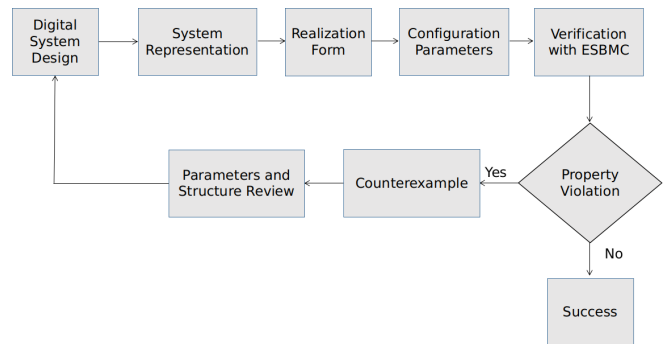 Digital
System
Design
System
Representation
Realization
Form
Configuration
Parameters
Verification
with ESBMC
Property
Violation
Yes
Counterexample
Parameters and
Structure Review
No
Success